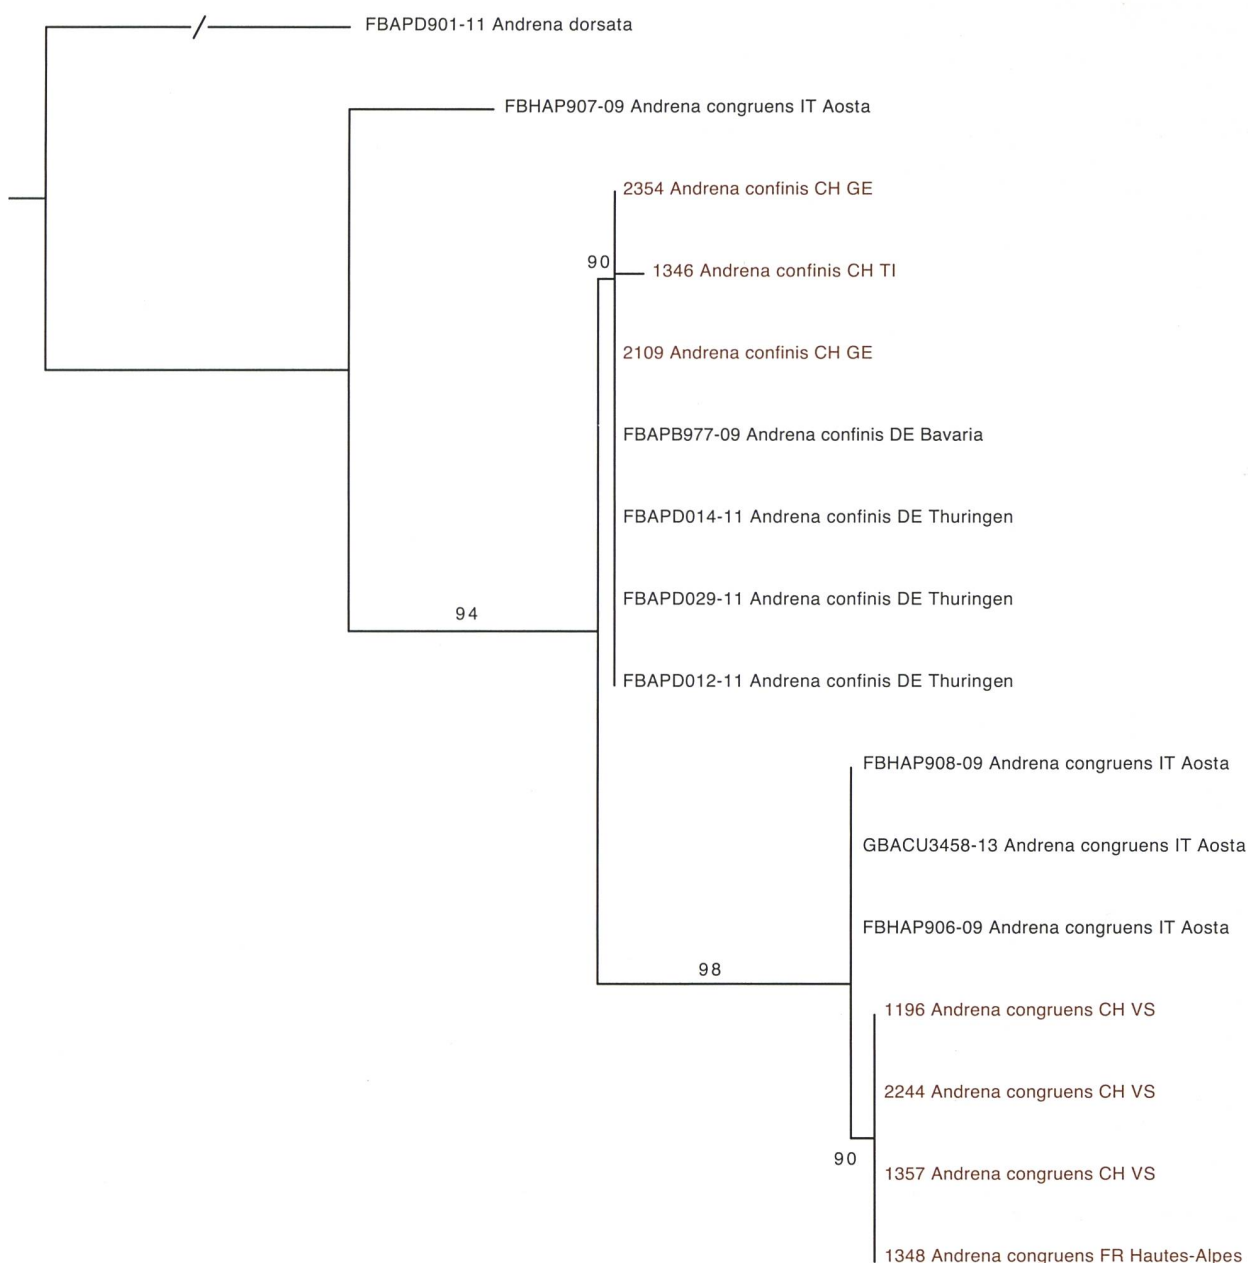 FBAPD901-11 Andrena dorsata
FBHAP907-09 Andrena congruens IT Aosta
2354 Andrena confinis CH GE
90
1346 Andrena confinis CH TI
2109 Andrena confinis CH GE
FBAPB977-09 Andrena confinis DE Bavaria
FBAPD014-11 Andrena confinis DE Thuringen
FBAPD029-11 Andrena confinis DE Thuringen
94
FBAPD012-11 Andrena confinis DE Thuringen
FBHAP908-09 Andrena congruens IT Aosta
GBACU3458-13 Andrena congruens IT Aosta
FBHAP906-09 Andrena congruens IT Aosta
98
1196 Andrena congruens CH VS
2244 Andrena congruens CH VS
90
1357 Andrena congruens CH VS
1348 Andrena congruens FR Hautes-Alpes